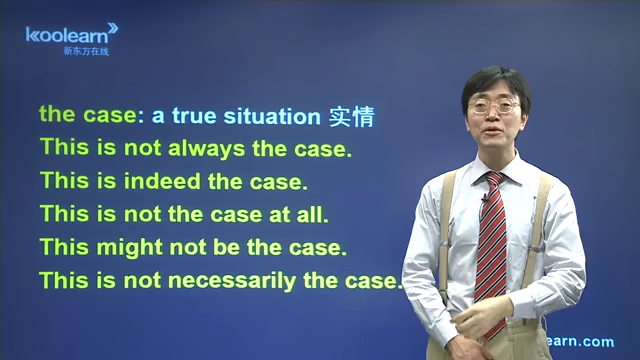 koolearn
新东方在线
the case: a true situation 实情
This is not always the case.
This is indeed the case.
This is not the case at all.
This might not be the case.
This is not necessarily the case.
earn.com